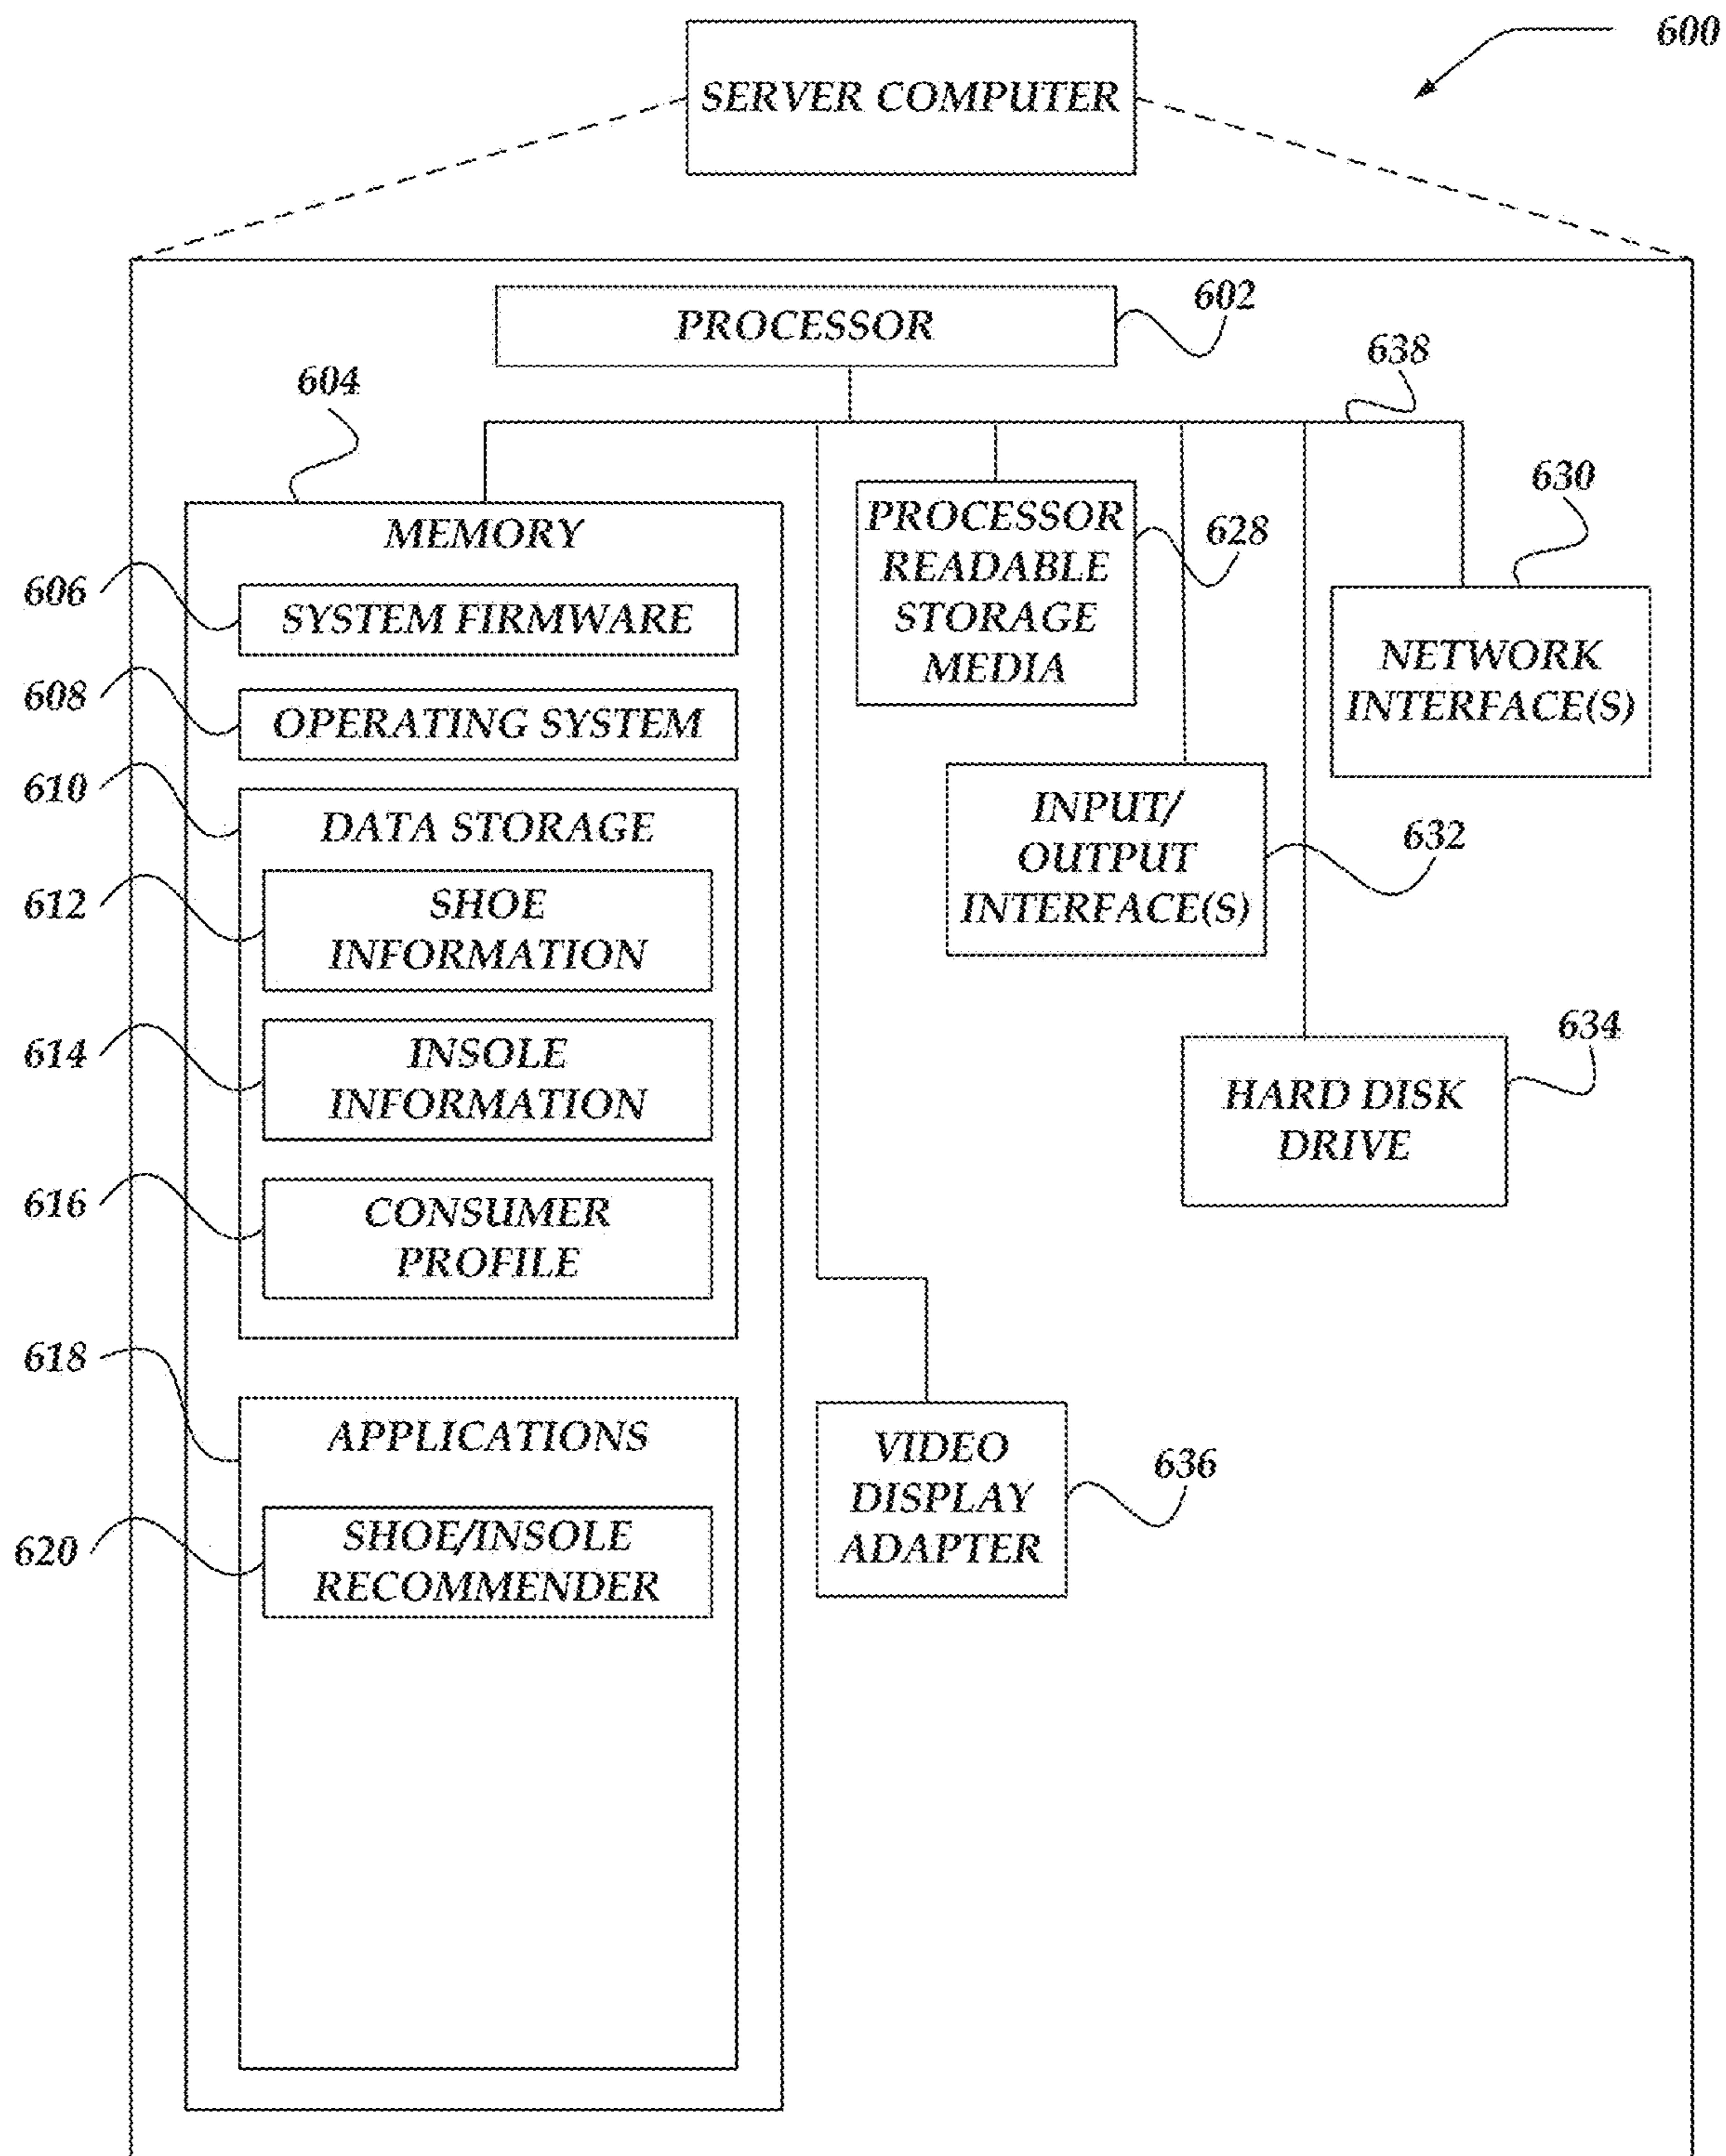 600
SERVER COMPUTER
PROCESSOR
602
638
604
MEMORY
606
SYSTEM FIRMWARE
608
OPERATING SYSTEM
610
DATA STORAGE
612
SHOE
INFORMATION
614
INSOLE
INFORMATION
616
CONSUMER
PROFILE
618
APPLICATIONS
620
SHOE/INSOLE
RECOMMENDER
PROCESSOR
READABLE
STORAGE
MEDIA
628
630
NETWORK
INTERFACE(S)
INPUT/
OUTPUT
INTERFACE(S)
632
634
HARD DISK
DRIVE
VIDEO
DISPLAY
ADAPTER
636